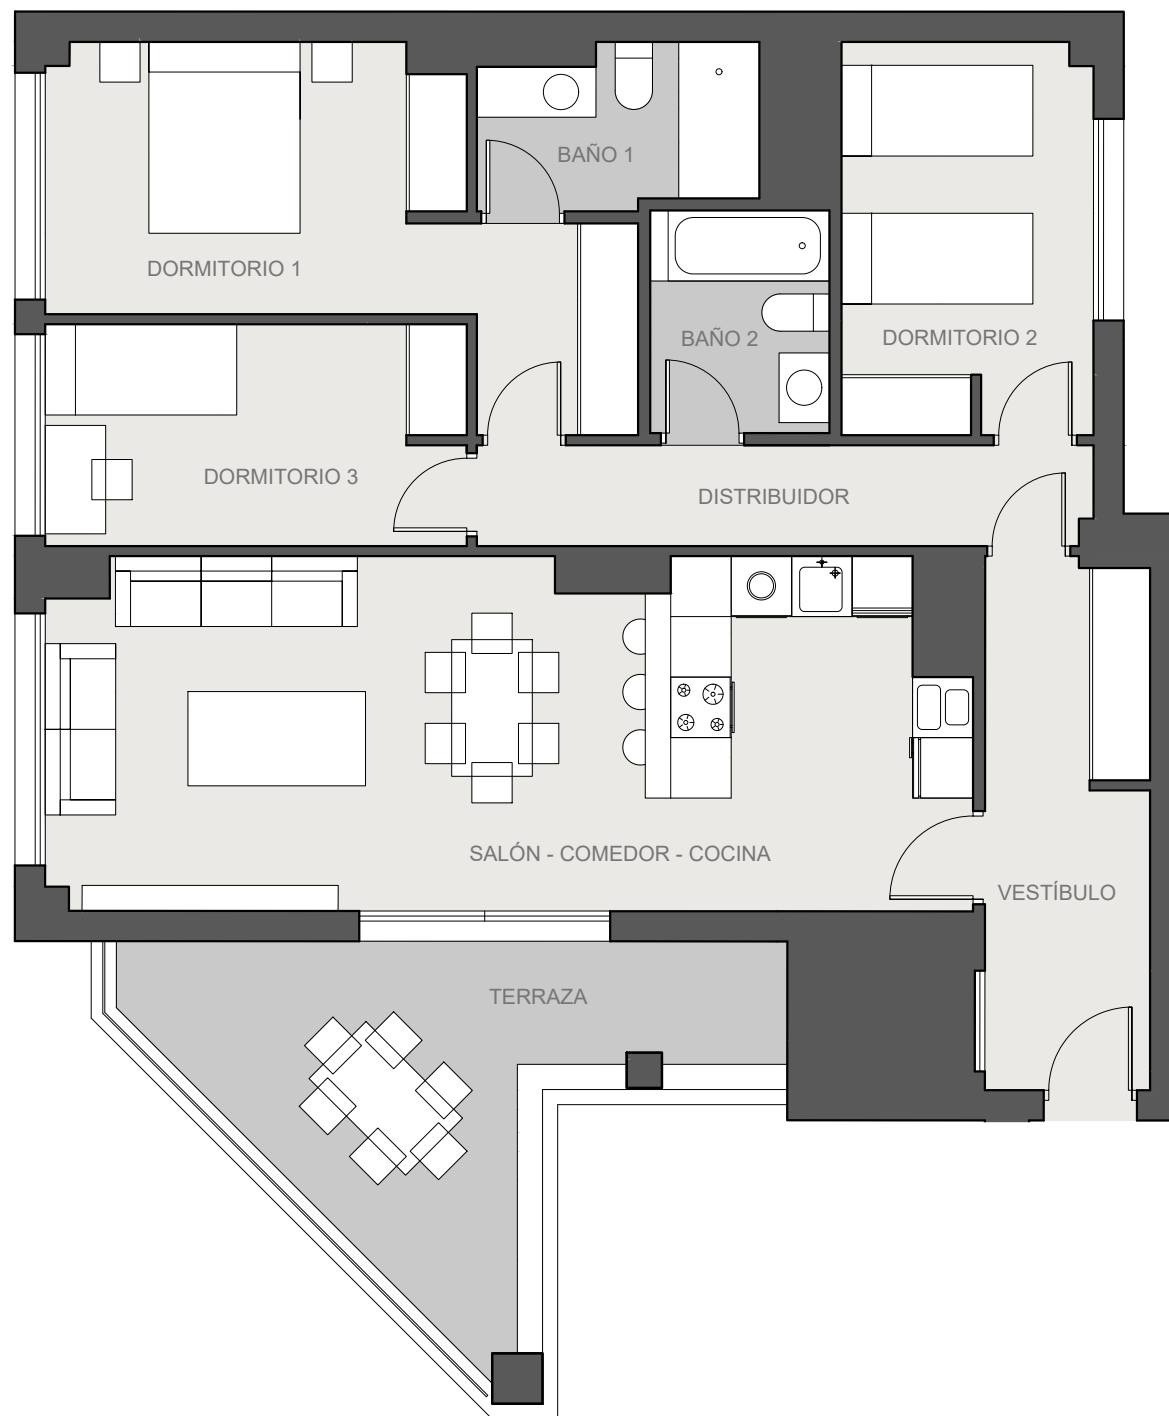 BAÑO 1
DORMITORIO 1
BAÑO 2
DORMITORIO 2
DORMITORIO 3
DISTRIBUIDOR
SALÓN - COMEDOR - COCINA
VESTÍBULO
TERRAZA